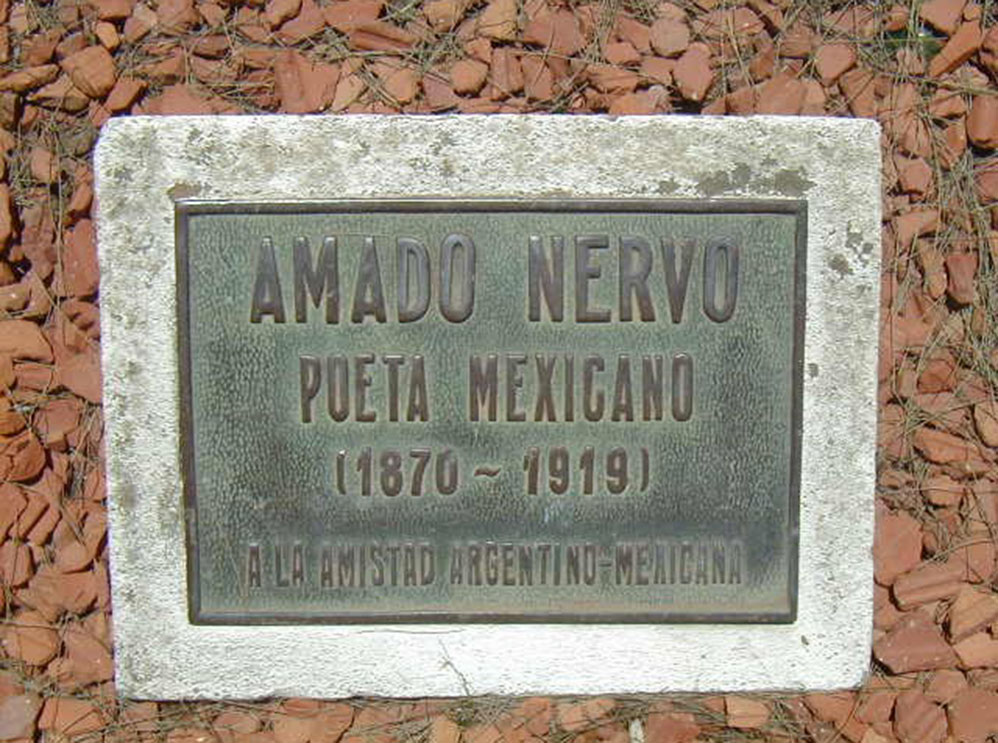 AMADO NERVO
POETA MEXICANO
(1870~1919)
A LA AMISTAD ARGENTINO-MEXICANA